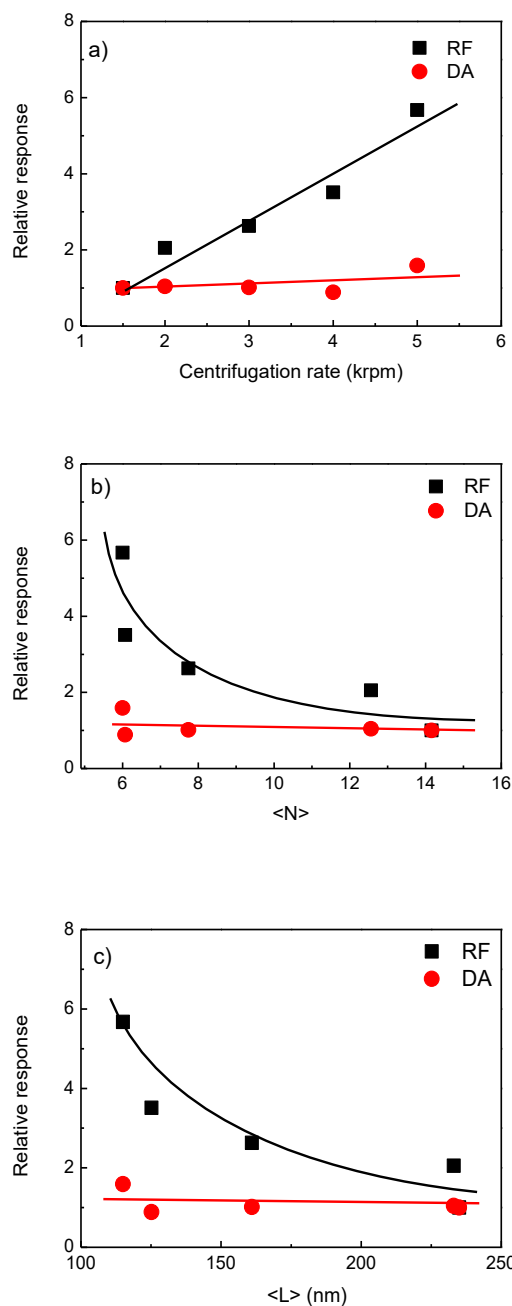 8
a)
RF
DA
6
4
2
0
Relative response
1 2 3 4 5 6
Centrifugation rate (krpm)
8
b)
RF
DA
6
4
2
0
Relative response
6 8 10 12 14 16
<N>
8
c)
RF
DA
6
4
2
0
Relative response
100 150 200 250
<L> (nm)